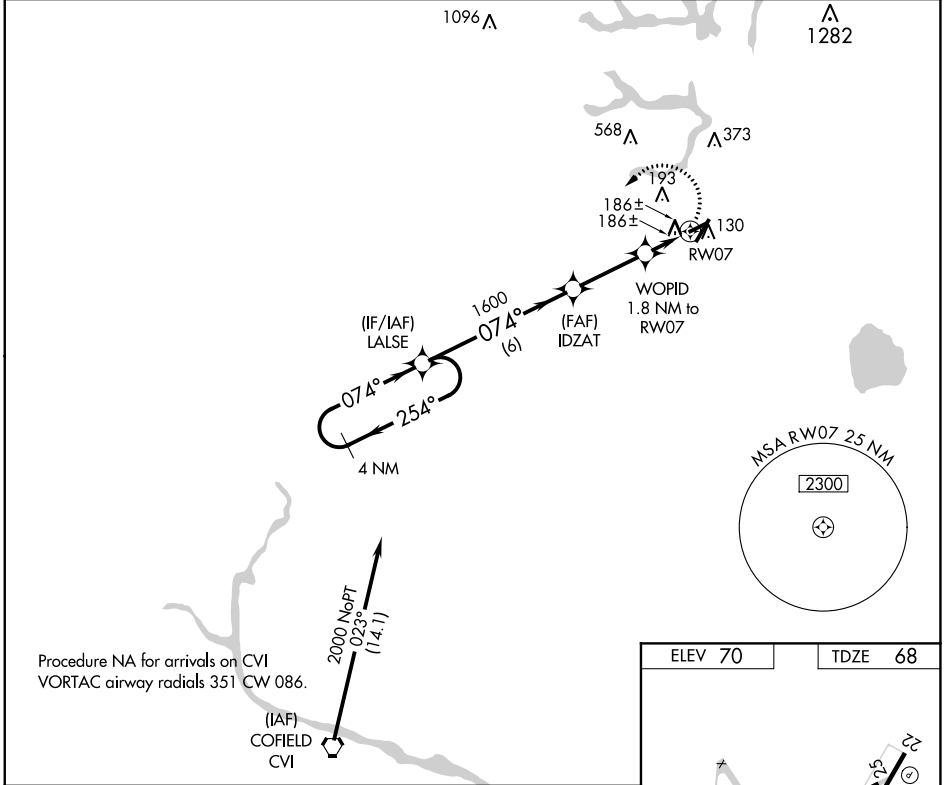 1096
1282
568
373
193
186±
186±
130
RW07
WOPID
1.8 NM to
RW07
(FAF)
IDZAT
1600
074°
(6)
(IF/IAF)
LALSE
074°
254°
4 NM
MSA RW07 25 NM
2300
2000 NoPT
023°
(14.1)
Procedure NA for arrivals on CVI
VORTAC airway radials 351 CW 086.
(IAF)
COFIELD
CVI
ELEV 70
TDZE 68
22
25
P